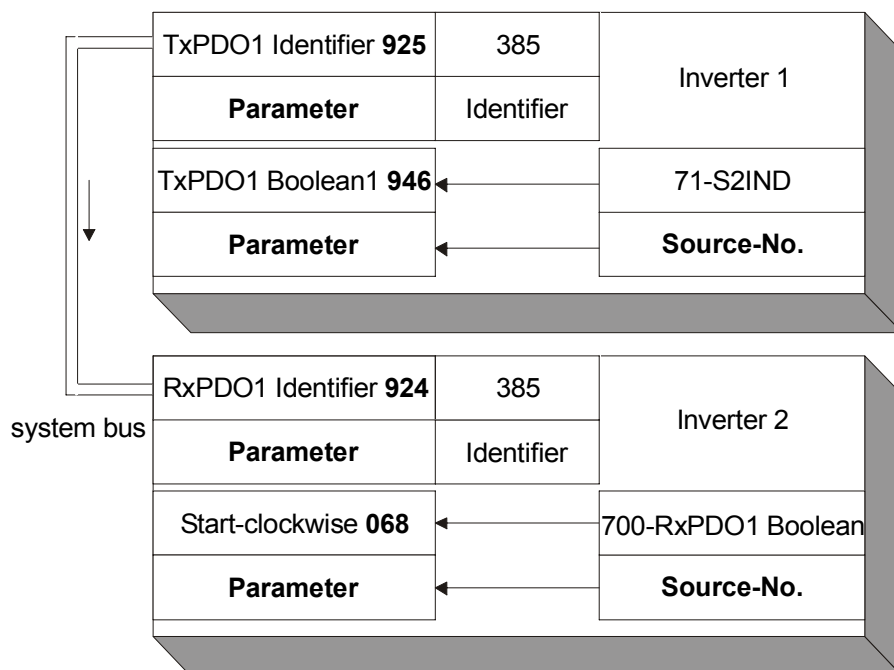 TxPDO1 Identifier 925
385
Inverter 1
Parameter
Identifier
TxPDO1 Boolean1 946
71-S2IND
Parameter
Source-No.
RxPDO1 Identifier 924
385
Inverter 2
system bus
Parameter
Identifier
Start-clockwise 068
700-RxPDO1 Boolean
Parameter
Source-No.